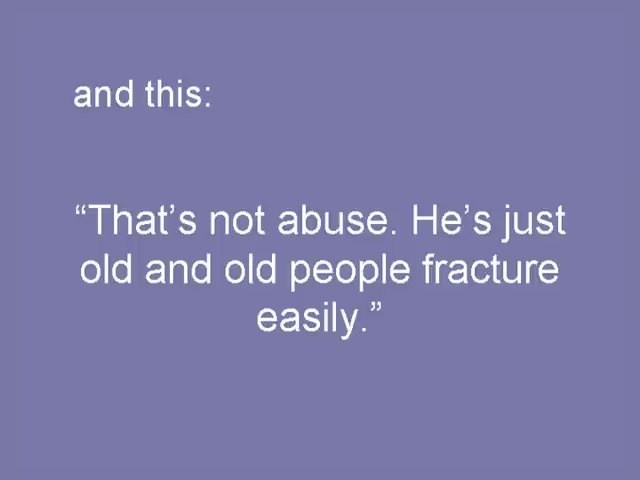 and this:
“That’s not abuse. He’s just
old and old people fracture
easily.”